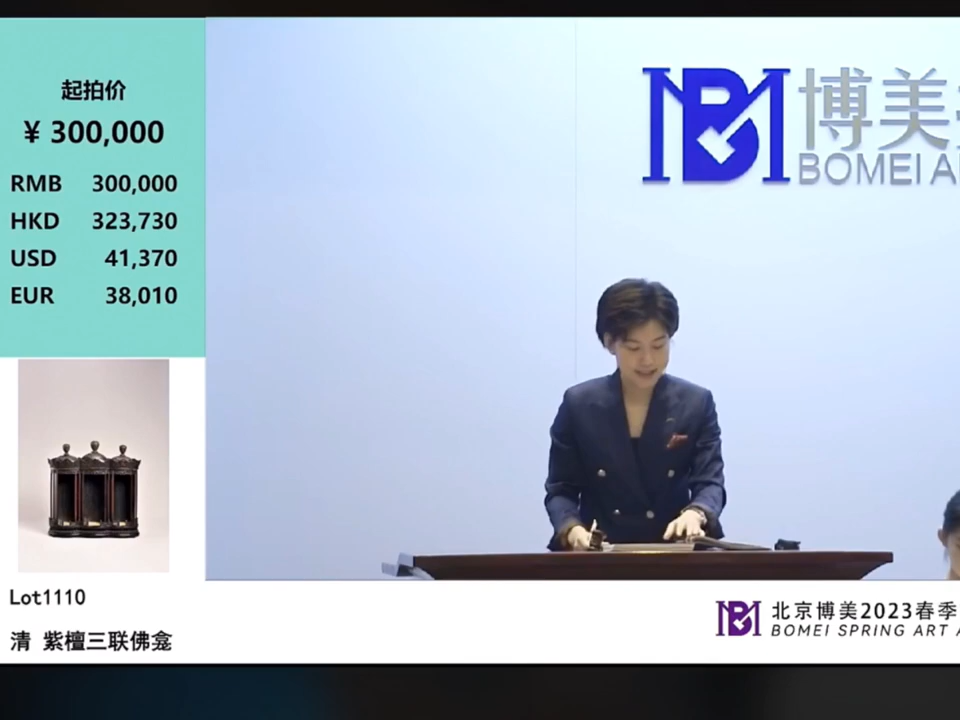 起拍价
¥ 300,000
RMB 300,000
HKD 323,730
USD 41,370
EUR 38,010
Lot1110
清 紫檀三联佛龛
博美
BOMEI A
北京博美2023春季
BOMEI SPRING ART A